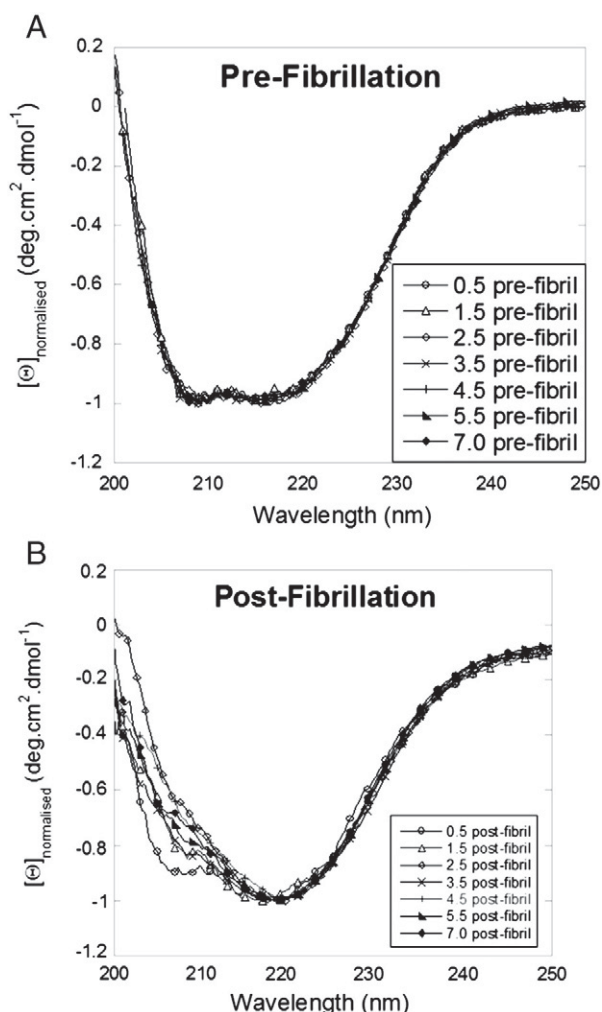 A
Pre-Fibrillation
[Θ]normalised (deg.cm².dmol⁻¹)
0.2
0
-0.2
-0.4
-0.6
-0.8
-1
-1.2
0.5 pre-fibril
1.5 pre-fibril
2.5 pre-fibril
3.5 pre-fibril
4.5 pre-fibril
5.5 pre-fibril
7.0 pre-fibril
200 210 220 230 240 250
Wavelength (nm)
B
Post-Fibrillation
[Θ]normalised (deg.cm².dmol⁻¹)
0.2
0
-0.2
-0.4
-0.6
-0.8
-1
-1.2
0.5 post-fibril
1.5 post-fibril
2.5 post-fibril
3.5 post-fibril
4.5 post-fibril
5.5 post-fibril
7.0 post-fibril
200 210 220 230 240 250
Wavelength (nm)